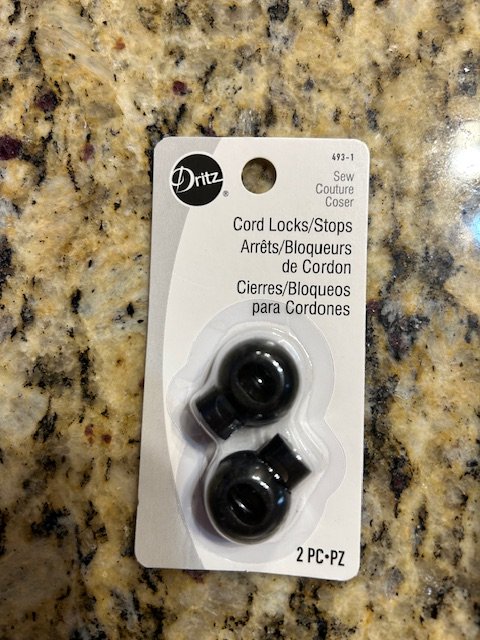 Dritz®
493-1
Sew
Couture
Coser
Cord Locks/Stops
Arrêts/Bloqueurs
de Cordon
Cierres/Bloqueos
para Cordones
2 PC•PZ